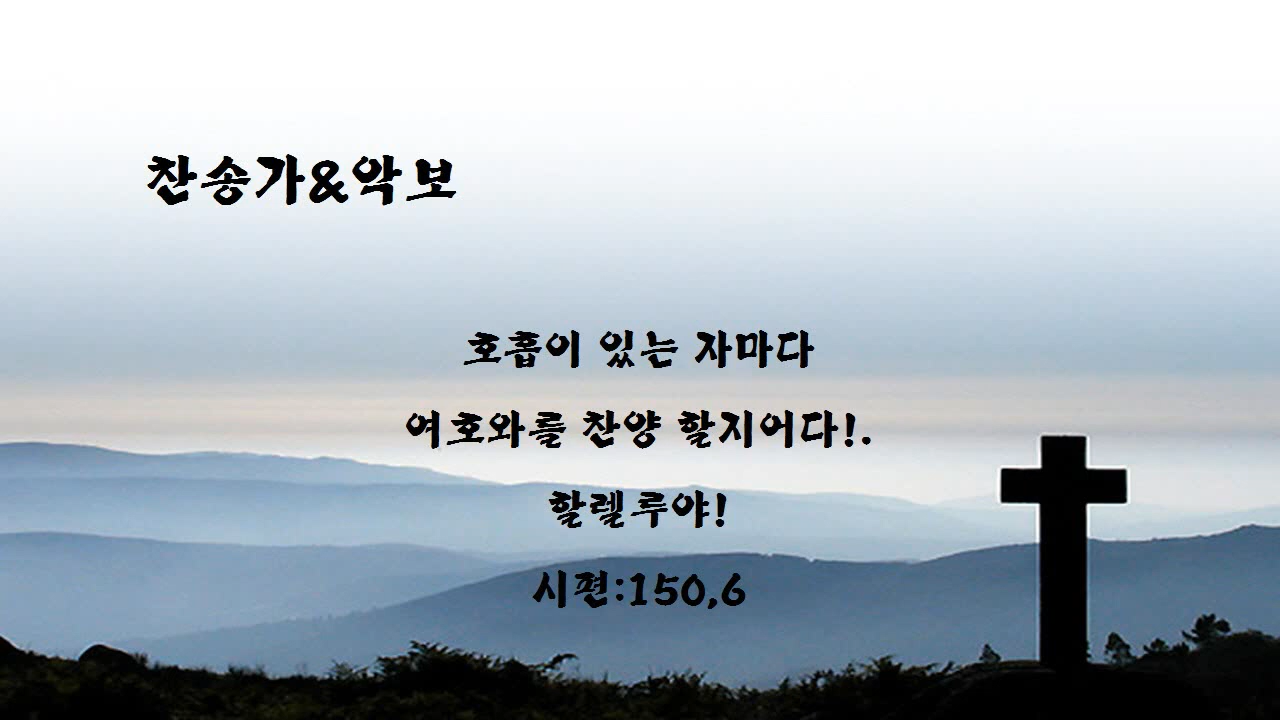 찬송가&악보
호흡이 있는 자마다
여호와를 찬양 할지어다!.
할렐루야!
시편:150,6